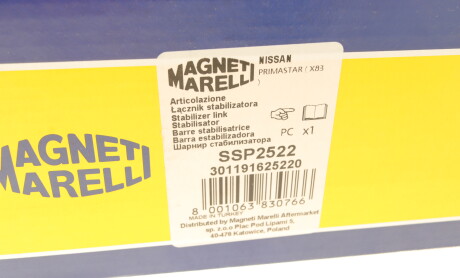 MAGNETI
MARELLI
NISSAN
PRIMASTAR ( X83
)
Articolazione
Łącznik stabilizatora
Stabilizer link
Stabilisator
Barre stabilisatrice
Barra estabilizadora
Шарнир стабилизатора
PC x1
SSP2522
301191625220
8 001063 830766
MADE IN TURKEY
Distributed by Magneti Marelli Aftermarket
sp. z.o.o Plac Pod Lipami 5,
40-476 Katowice, Poland
MAGNETI
MARELLI